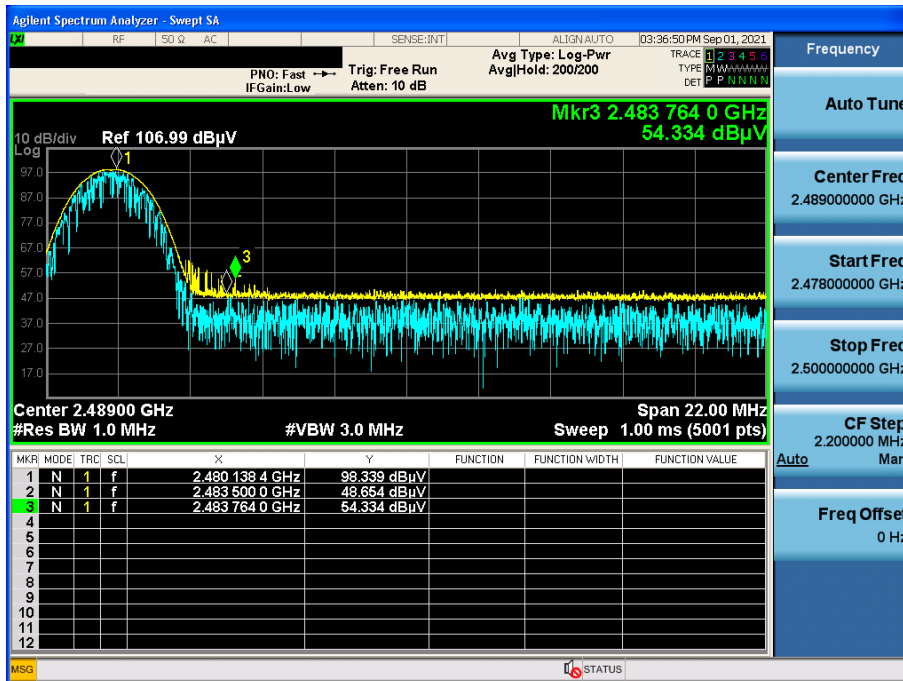 Agilent Spectrum Analyzer - Swept SA
LXI RF 50 Ω AC SENSE:INT ALIGN AUTO 03:36:50 PM Sep 01, 2021
PNO: Fast Trig: Free Run Avg Type: Log-Pwr TRACE 1 2 3 4 5 6
IFGain:Low Atten: 10 dB Avg|Hold: 200/200 TYPE M W W W W W
DET P P N N N N
Mkr3 2.483 764 0 GHz
54.334 dBµV
10 dB/div Ref 106.99 dBµV
Log
97.0
87.0
77.0
67.0
57.0
47.0
37.0
27.0
17.0
1
3
Center 2.48900 GHz Span 22.00 MHz
#Res BW 1.0 MHz #VBW 3.0 MHz Sweep 1.00 ms (5001 pts)
MKR MODE TRC SCL X Y FUNCTION FUNCTION WIDTH FUNCTION VALUE
1 N 1 f 2.480 138 4 GHz 98.339 dBµV
2 N 1 f 2.483 500 0 GHz 48.654 dBµV
3 N 1 f 2.483 764 0 GHz 54.334 dBµV
4
5
6
7
8
9
10
11
12
MSG STATUS
Frequency
Auto Tune
Center Freq
2.489000000 GHz
Start Freq
2.478000000 GHz
Stop Freq
2.500000000 GHz
CF Step
2.200000 MHz
Auto Man
Freq Offset
0 Hz